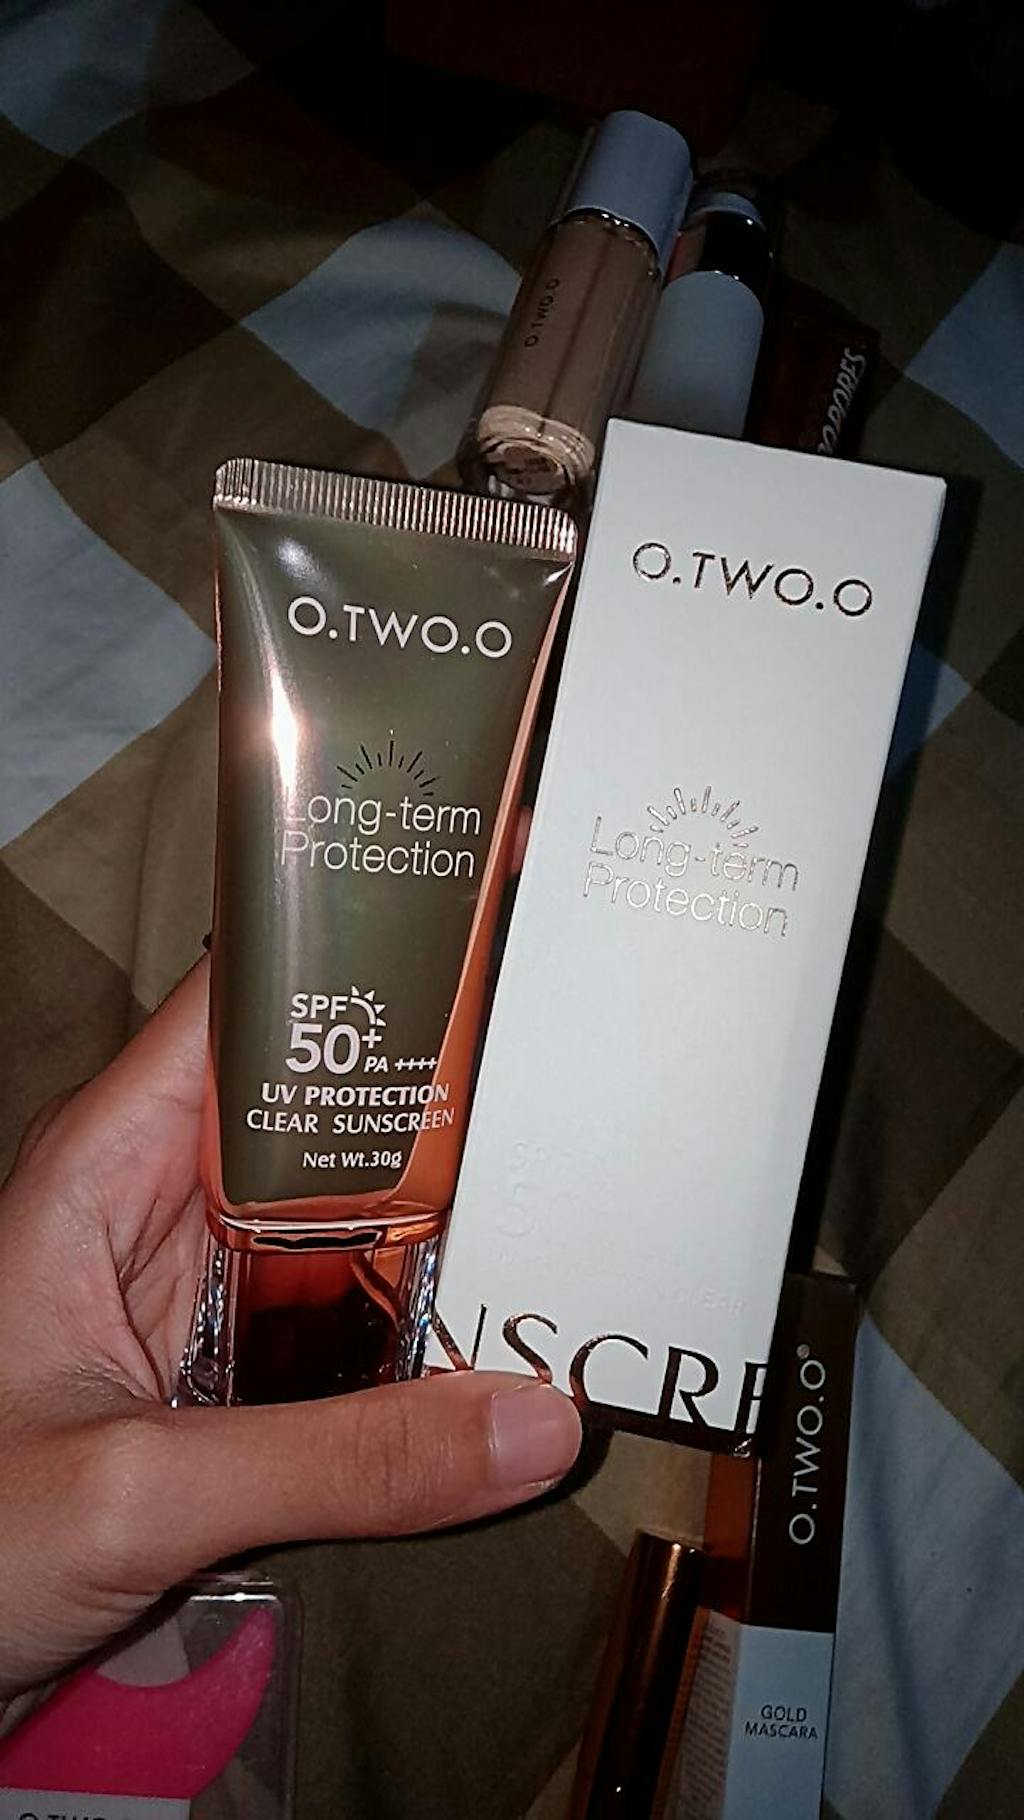 O.TWO.O
OPORES
O.TWO.O
Long-term
Protection
SPF
50+
PA ++++
UV PROTECTION
CLEAR SUNSCREEN
Net Wt.30g
O.TWO.O
Long-term
Protection
NSCRE
O.TWO.O®
GOLD
MASCARA